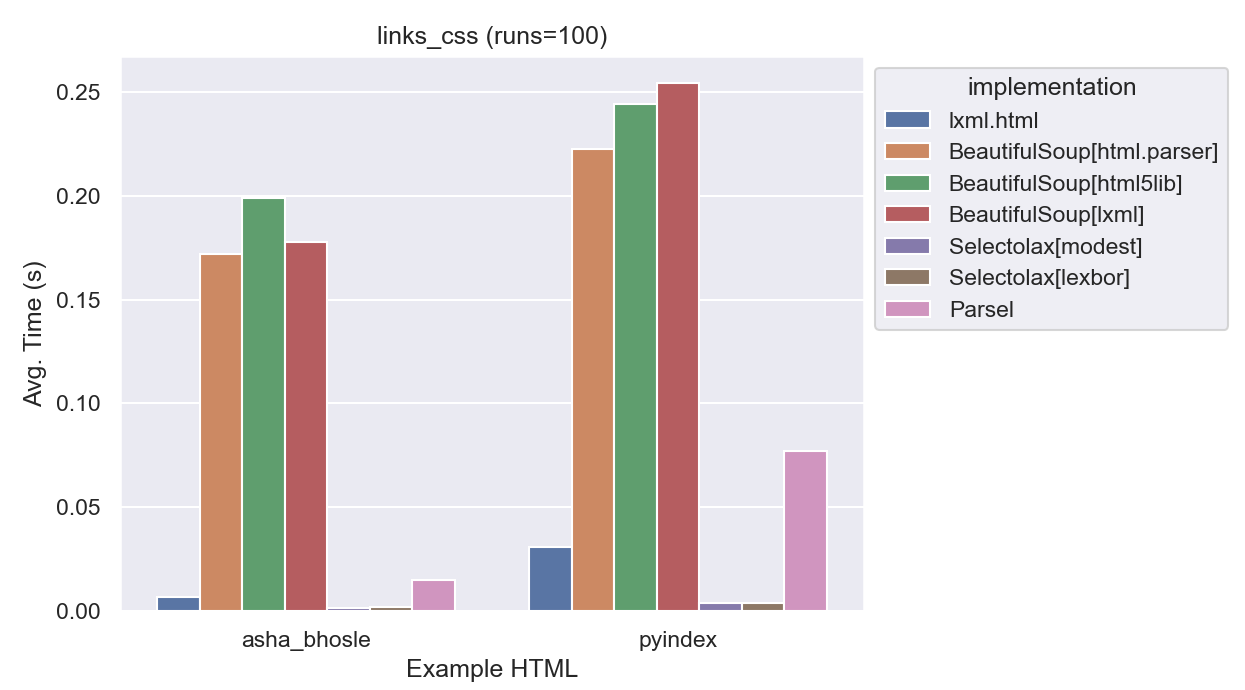 links_css (runs=100)
implementation
lxml.html
BeautifulSoup[html.parser]
BeautifulSoup[html5lib]
BeautifulSoup[lxml]
Selectolax[modest]
Selectolax[lexbor]
Parsel
Avg. Time (s)
0.25
0.20
0.15
0.10
0.05
0.00
asha_bhosle
pyindex
Example HTML